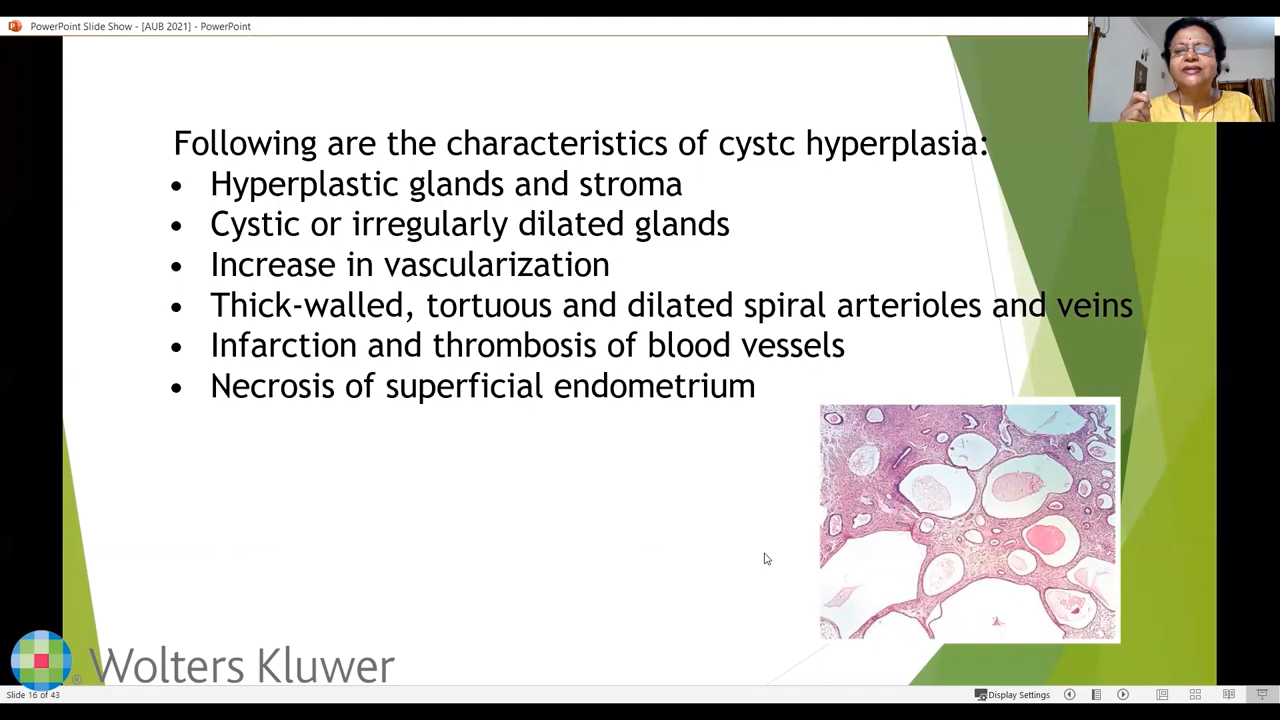 PowerPoint Slide Show - [AUB 2021] - PowerPoint
Following are the characteristics of cystc hyperplasia:
• Hyperplastic glands and stroma
• Cystic or irregularly dilated glands
• Increase in vascularization
• Thick-walled, tortuous and dilated spiral arterioles and veins
• Infarction and thrombosis of blood vessels
• Necrosis of superficial endometrium
® Wolters Kluwer
Slide 16 of 43
Display Settings